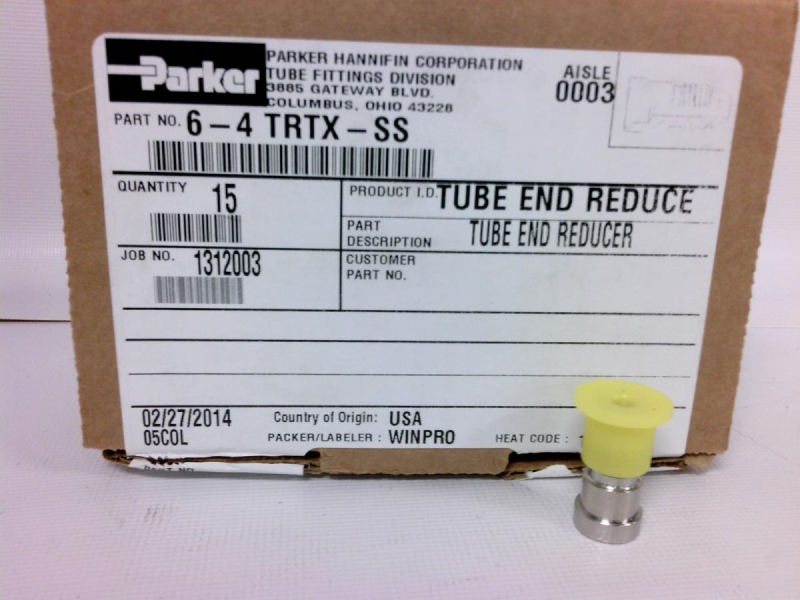 Parker
PARKER HANNIFIN CORPORATION
TUBE FITTINGS DIVISION
3885 GATEWAY BLVD.
COLUMBUS, OHIO 43228
AISLE
0003
PART NO. 6-4 TRTX-SS
QUANTITY 15
PRODUCT I.D. TUBE END REDUCE
PART DESCRIPTION TUBE END REDUCER
JOB NO. 1312003
CUSTOMER
PART NO.
02/27/2014
05COL
Country of Origin: USA
PACKER/LABELER : WINPRO
HEAT CODE :
PART NO.